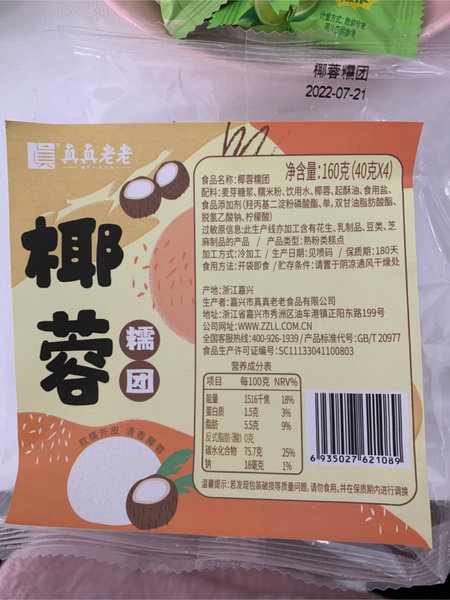 计量方式：散装称重
椰蓉糯团
2022-07-21
真真老老
净含量:160克(40克X4)
椰蓉
糯团
软糯外皮 清香椰蓉
食品名称:椰蓉糯团
配料:麦芽糖浆、糯米粉、饮用水、椰蓉、起酥油、食用盐、
食品添加剂(羟丙基二淀粉磷酸酯,单,双甘油脂肪酸酯,
脱氢乙酸钠,柠檬酸)
过敏原信息:此生产线亦加工含有花生、乳制品、豆类、芝
麻制品的产品 / 产品类型:熟粉类糕点
加工方式:冷加工 / 生产日期:见喷码 / 保质期:180天
食用方法:开袋即食 / 贮存条件:请置于阴凉通风干燥处
产地:浙江嘉兴
生产者:嘉兴市真真老老食品有限公司
地址:浙江省嘉兴市秀洲区油车港镇正阳东路199号
公司网址:WWW.ZZLL.COM.CN
全国客服热线:400-926-1939 / 产品标准代号:GB/T 20977
食品生产许可证编号:SC11133041100803
营养成分表
项目 每100克 NRV%
能量 1516千焦 18%
蛋白质 1.5克 3%
脂肪 5.5克 9%
反式脂肪(酸) 0克
碳水化合物 75.7克 25%
钠 18毫克 1%
6 935027 621089
温馨提示:若发现包装破损等质量问题,请勿食用,并在保质期内进行调换